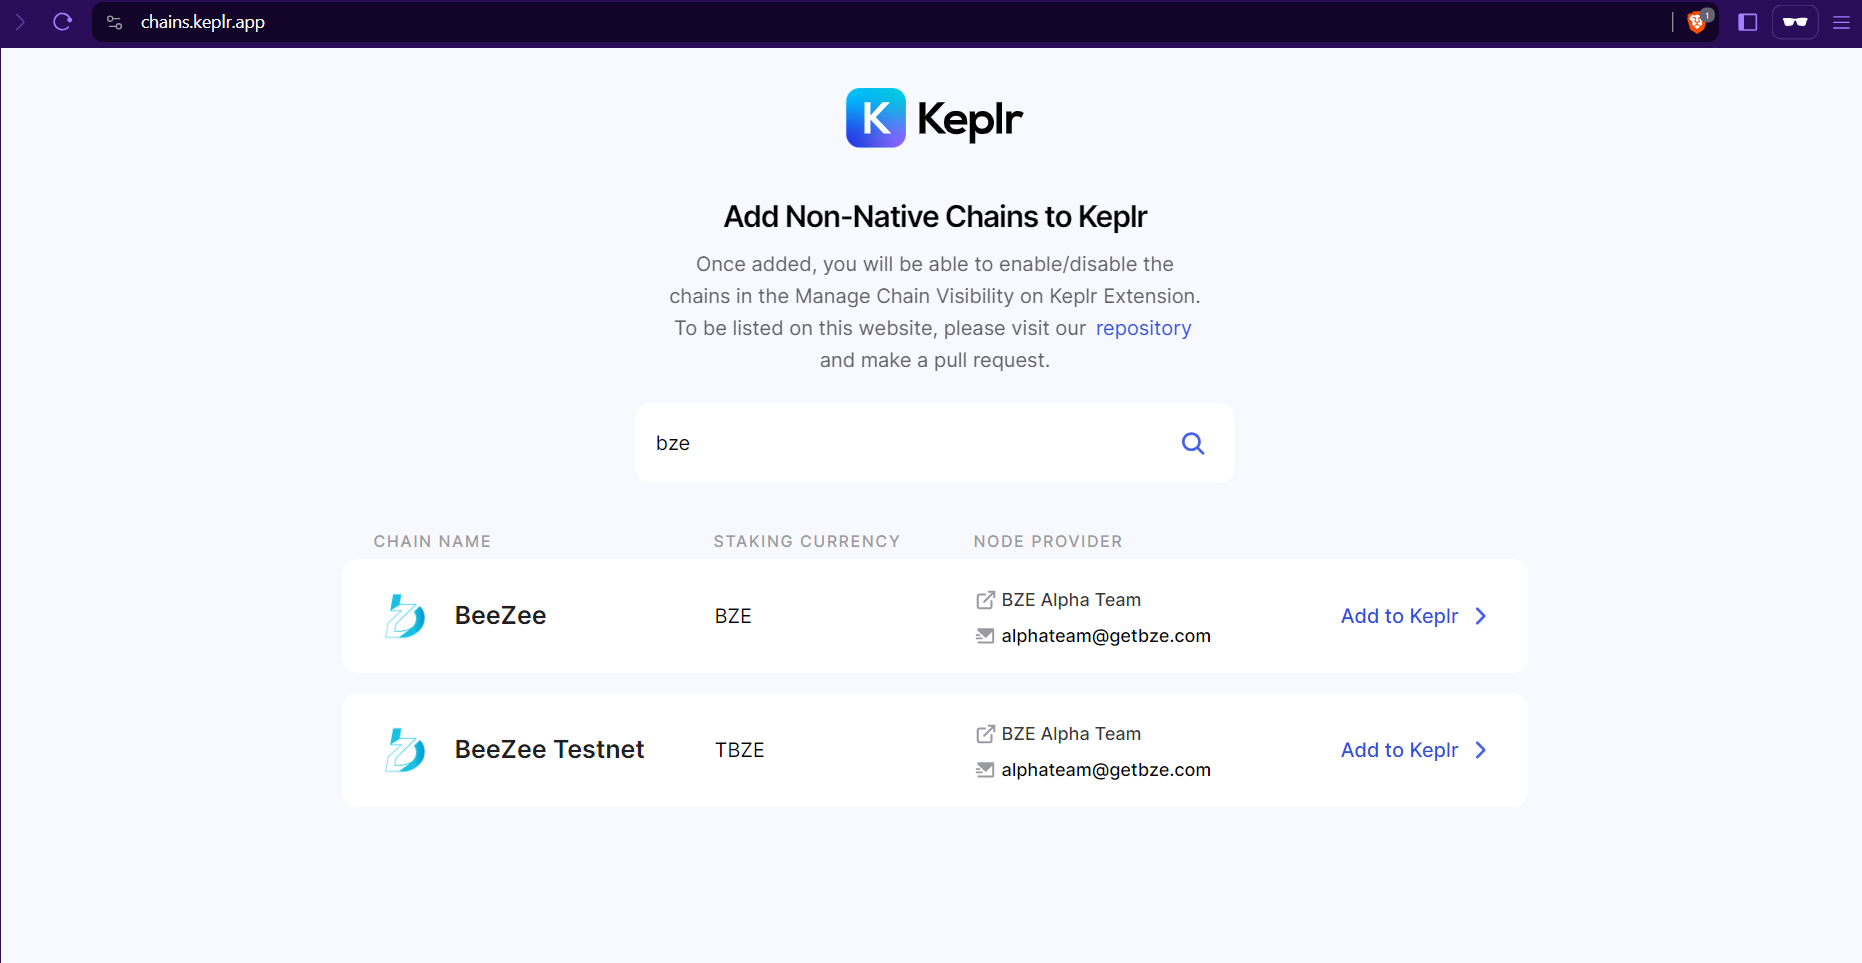 chains.keplr.app
1
K Keplr
Add Non-Native Chains to Keplr
Once added, you will be able to enable/disable the
chains in the Manage Chain Visibility on Keplr Extension.
To be listed on this website, please visit our repository
and make a pull request.
bze
CHAIN NAME STAKING CURRENCY NODE PROVIDER
BeeZee BZE BZE Alpha Team
alphateam@getbze.com
Add to Keplr
BeeZee Testnet TBZE BZE Alpha Team
alphateam@getbze.com
Add to Keplr